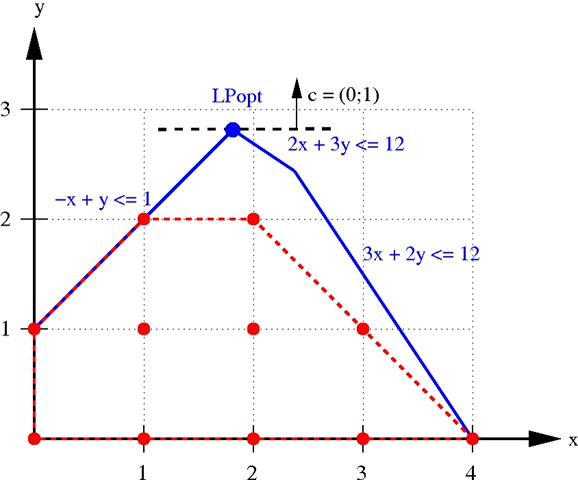 y
3
LPopt
c = (0;1)
2x + 3y <= 12
−x + y <= 1
2
3x + 2y <= 12
1
x
1 2 3 4